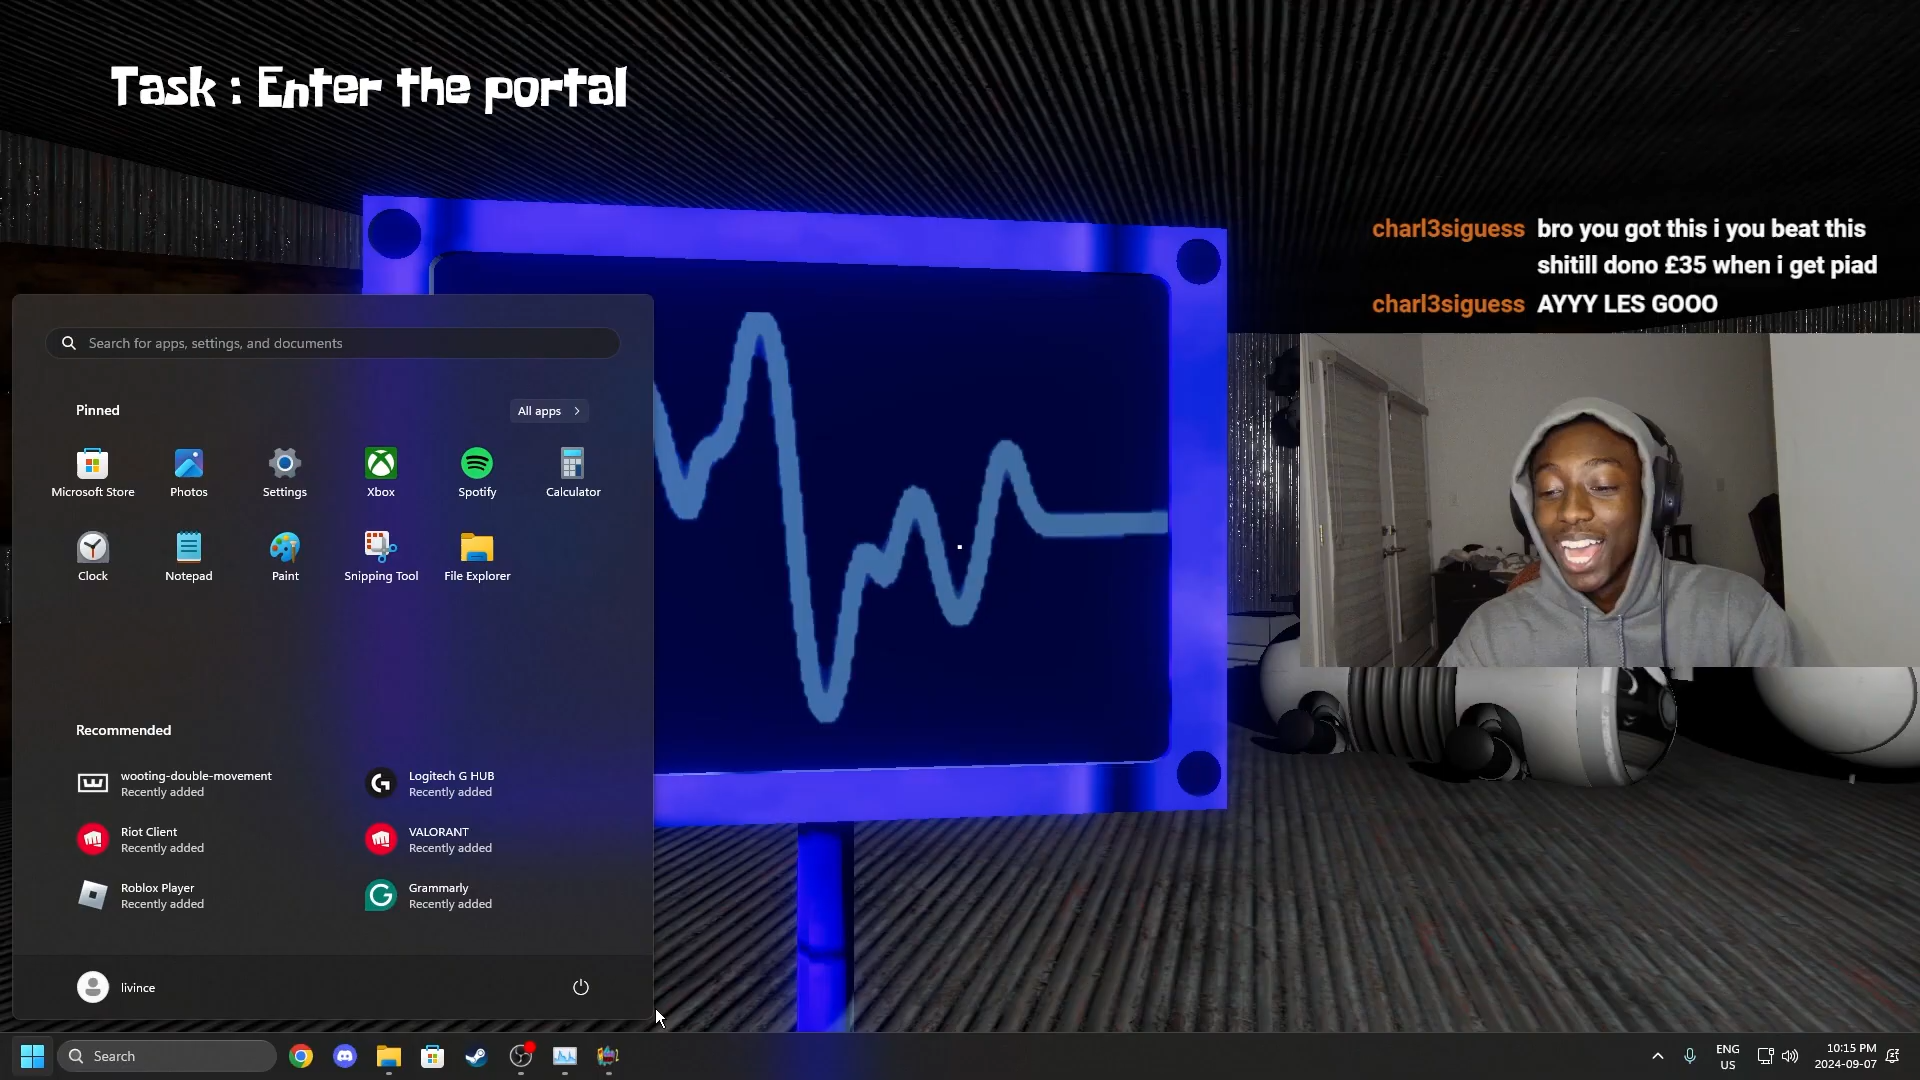 Task : Enter the portal
charl3siguess bro you got this i you beat this
shitill dono £35 when i get piad
charl3siguess AYYY LES GOOO
Search for apps, settings, and documents
Pinned
All apps
Microsoft Store
Photos
Settings
Xbox
Spotify
Calculator
Clock
Notepad
Paint
Snipping Tool
File Explorer
Recommended
wooting-double-movement
Recently added
Logitech G HUB
Recently added
Riot Client
Recently added
VALORANT
Recently added
Roblox Player
Recently added
Grammarly
Recently added
livince
Search
ENG
US
10:15 PM
2024-09-07